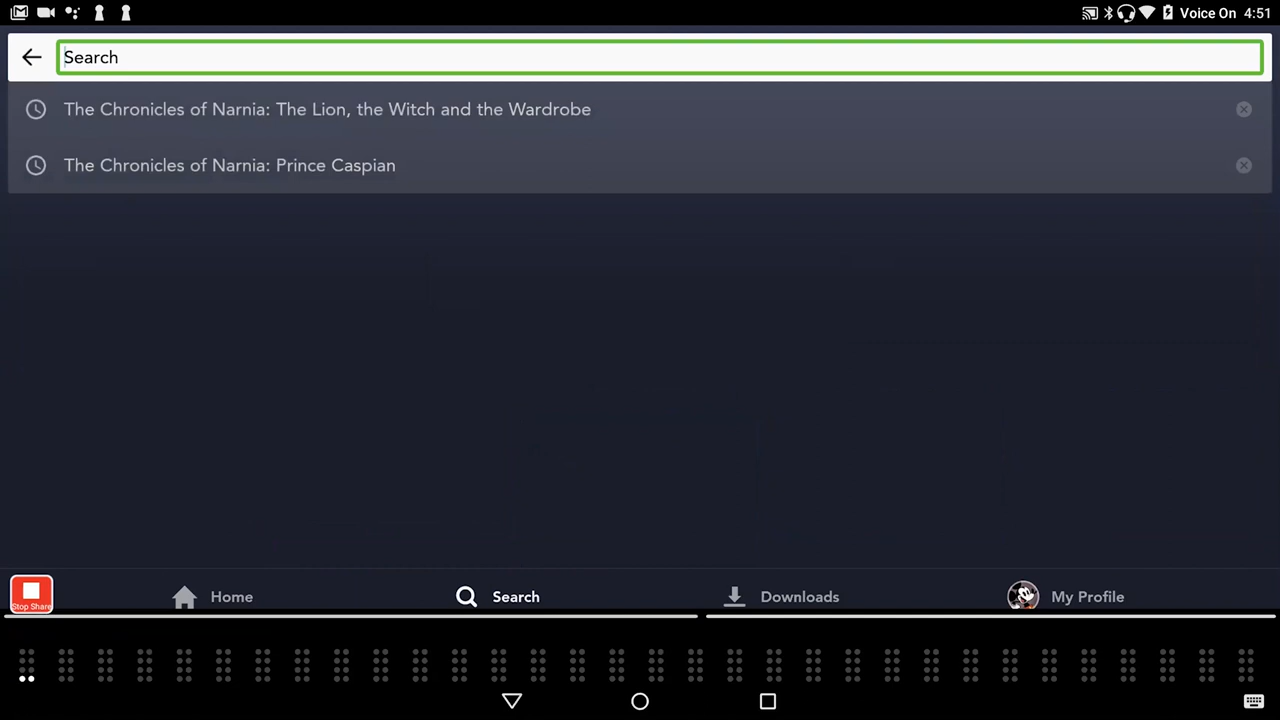 Voice On 4:51
Search
The Chronicles of Narnia: The Lion, the Witch and the Wardrobe
The Chronicles of Narnia: Prince Caspian
Stop Share
Home
Search
Downloads
My Profile